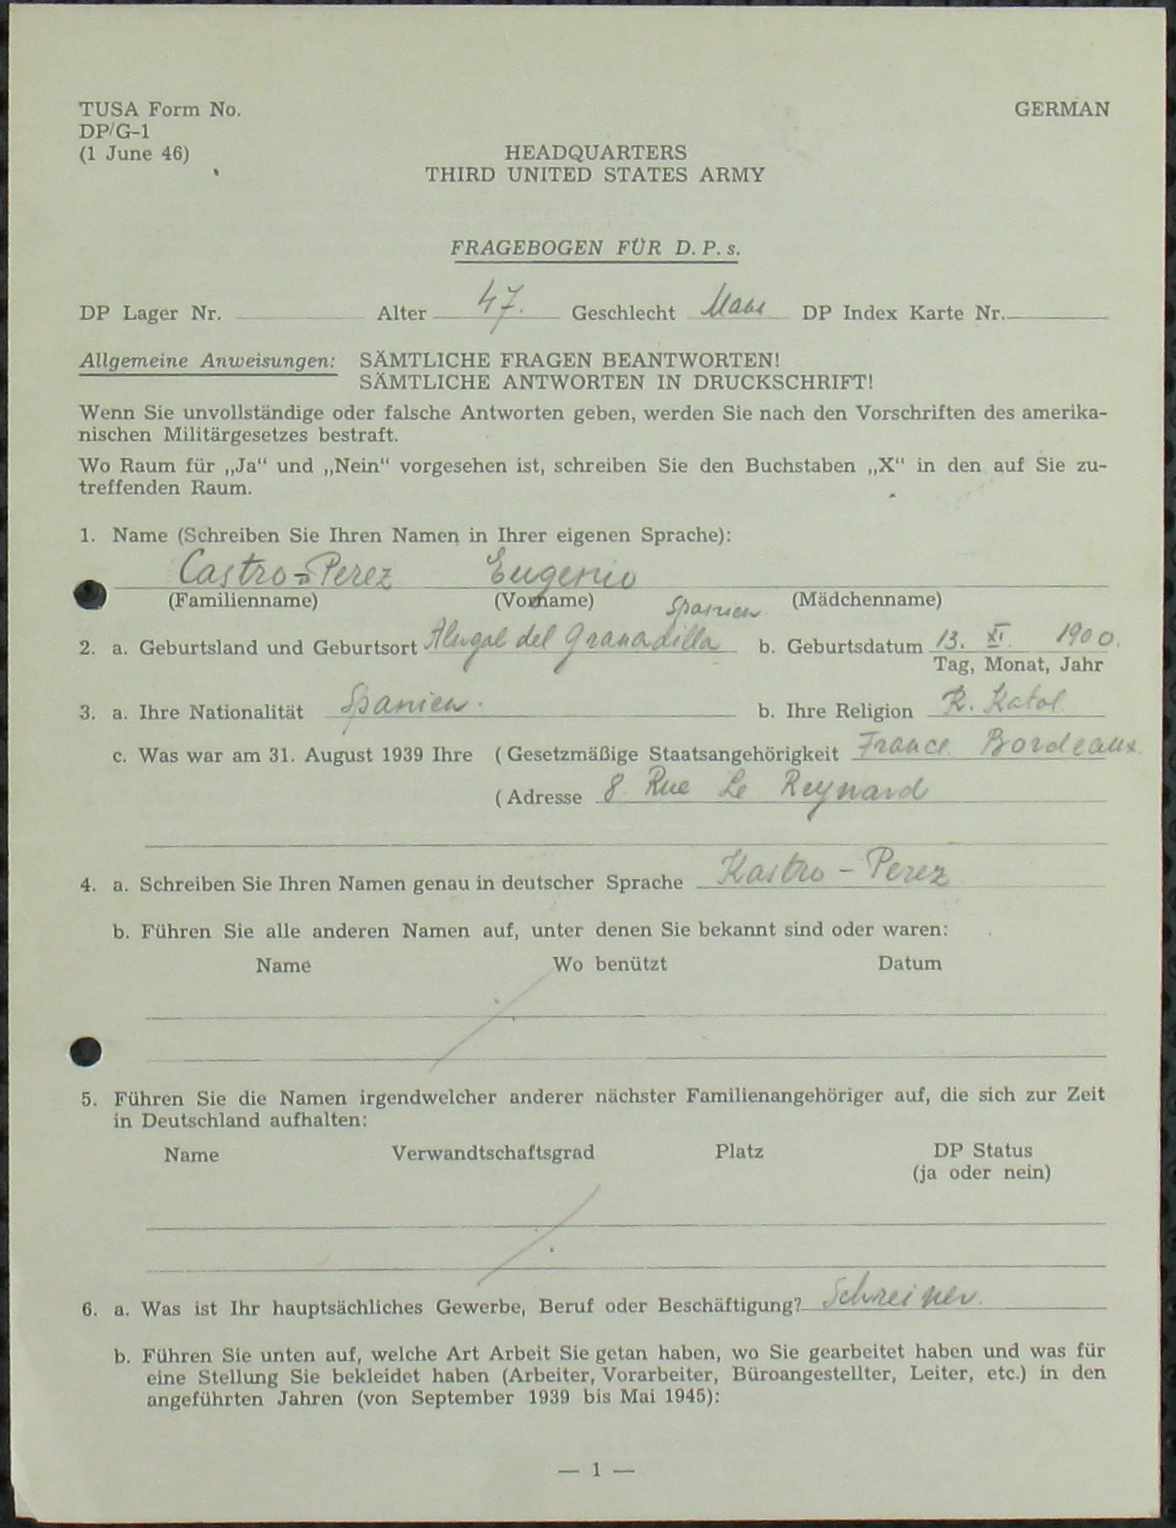 TUSA Form No.
DP/G-1
(1 June 46)
GERMAN
HEADQUARTERS
THIRD UNITED STATES ARMY
FRAGEBOGEN FÜR D. P. s.
DP Lager Nr. Alter 47. Geschlecht DP Index Karte Nr.
Allgemeine Anweisungen: SÄMTLICHE FRAGEN BEANTWORTEN!
SÄMTLICHE ANTWORTEN IN DRUCKSCHRIFT!
Wenn Sie unvollständige oder falsche Antworten geben, werden Sie nach den Vorschriften des amerika-
nischen Militärgesetzes bestraft.
Wo Raum für „Ja“ und „Nein“ vorgesehen ist, schreiben Sie den Buchstaben „X“ in den auf Sie zu-
treffenden Raum.
1. Name (Schreiben Sie Ihren Namen in Ihrer eigenen Sprache):
Castro-Perez Eugenio
(Familienname) (Vorname) (Mädchenname)
Spanien
2. a. Geburtsland und Geburtsort del Granadilla b. Geburtsdatum 13. XI. 1900.
Tag, Monat, Jahr
3. a. Ihre Nationalität Spanien. b. Ihre Religion R. Katol
c. Was war am 31. August 1939 Ihre ( Gesetzmäßige Staatsangehörigkeit France Bordeaux
( Adresse 8 Rue Le Reynard
4. a. Schreiben Sie Ihren Namen genau in deutscher Sprache Kastro - Perez
b. Führen Sie alle anderen Namen auf, unter denen Sie bekannt sind oder waren:
Name Wo benützt Datum
5. Führen Sie die Namen irgendwelcher anderer nächster Familienangehöriger auf, die sich zur Zeit
in Deutschland aufhalten:
Name Verwandtschaftsgrad Platz DP Status
(ja oder nein)
6. a. Was ist Ihr hauptsächliches Gewerbe, Beruf oder Beschäftigung? Schreiner.
b. Führen Sie unten auf, welche Art Arbeit Sie getan haben, wo Sie gearbeitet haben und was für
eine Stellung Sie bekleidet haben (Arbeiter, Vorarbeiter, Büroangestellter, Leiter, etc.) in den
angeführten Jahren (von September 1939 bis Mai 1945):
— 1 —